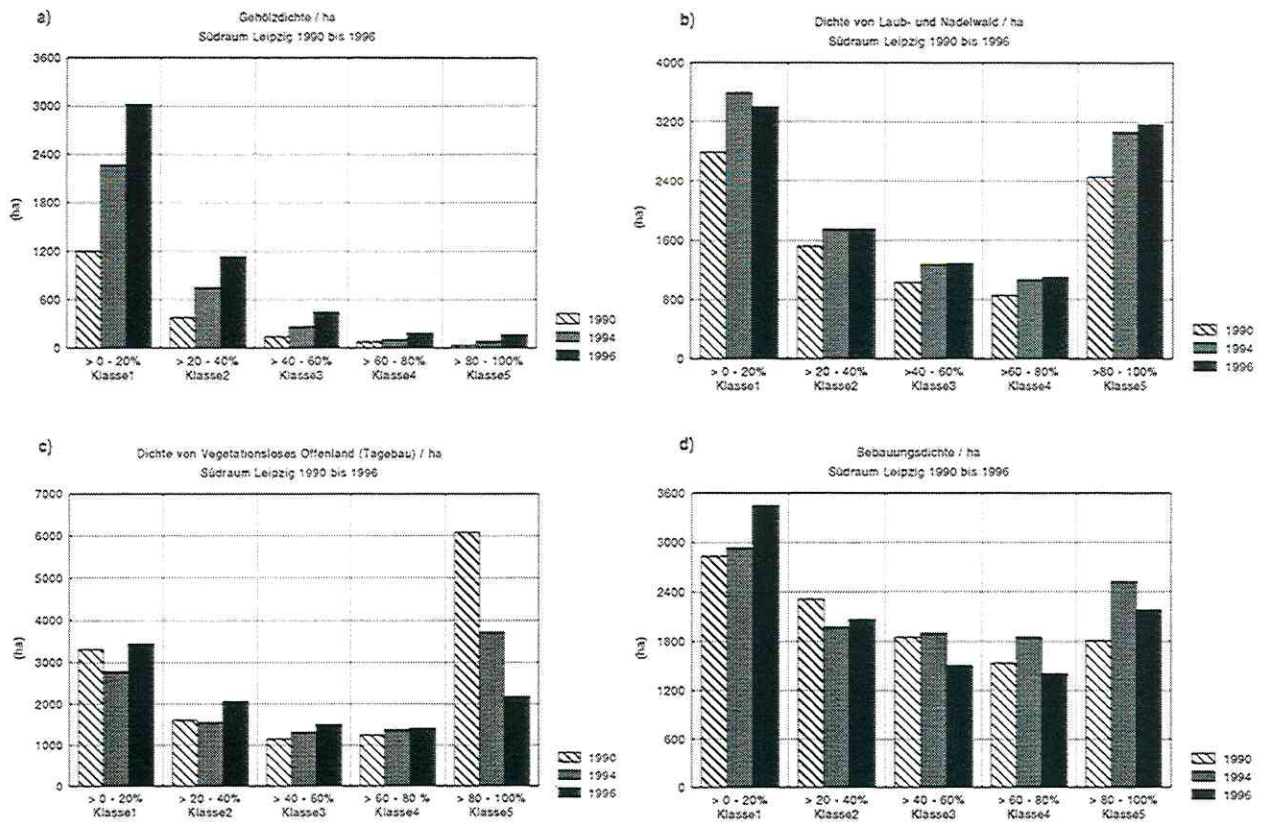 a)
Gehölzdichte / ha
Südraum Leipzig 1990 bis 1996
3600
3000
2400
1800
1200
600
0
(ha)
> 0 - 20%
> 20 - 40%
> 40 - 60%
> 60 - 80%
> 80 - 100%
Klasse1
Klasse2
Klasse3
Klasse4
Klasse5
1990
1994
1996
b)
Dichte von Laub- und Nadelwald / ha
Südraum Leipzig 1990 bis 1996
4000
3200
2400
1600
800
0
(ha)
> 0 - 20%
> 20 - 40%
>40 - 60%
>60 - 80%
>80 - 100%
Klasse1
Klasse2
Klasse3
Klasse4
Klasse5
1990
1994
1996
c)
Dichte von Vegetationsloses Offenland (Tagebau) / ha
Südraum Leipzig 1990 bis 1996
7000
6000
5000
4000
3000
2000
1000
0
(ha)
> 0 - 20%
> 20 - 40%
> 40 - 60%
> 60 - 80 %
> 80 - 100%
Klasse1
Klasse2
Klasse3
Klasse4
Klasse5
1990
1994
1996
d)
Bebauungsdichte / ha
Südraum Leipzig 1990 bis 1996
3600
3000
2400
1800
1200
600
0
(ha)
> 0 - 20%
> 20 - 40%
> 40 - 60%
> 60 - 80%
> 80 - 100%
Klasse1
Klasse2
Klasse3
Klasse4
Klasse5
1990
1994
1996